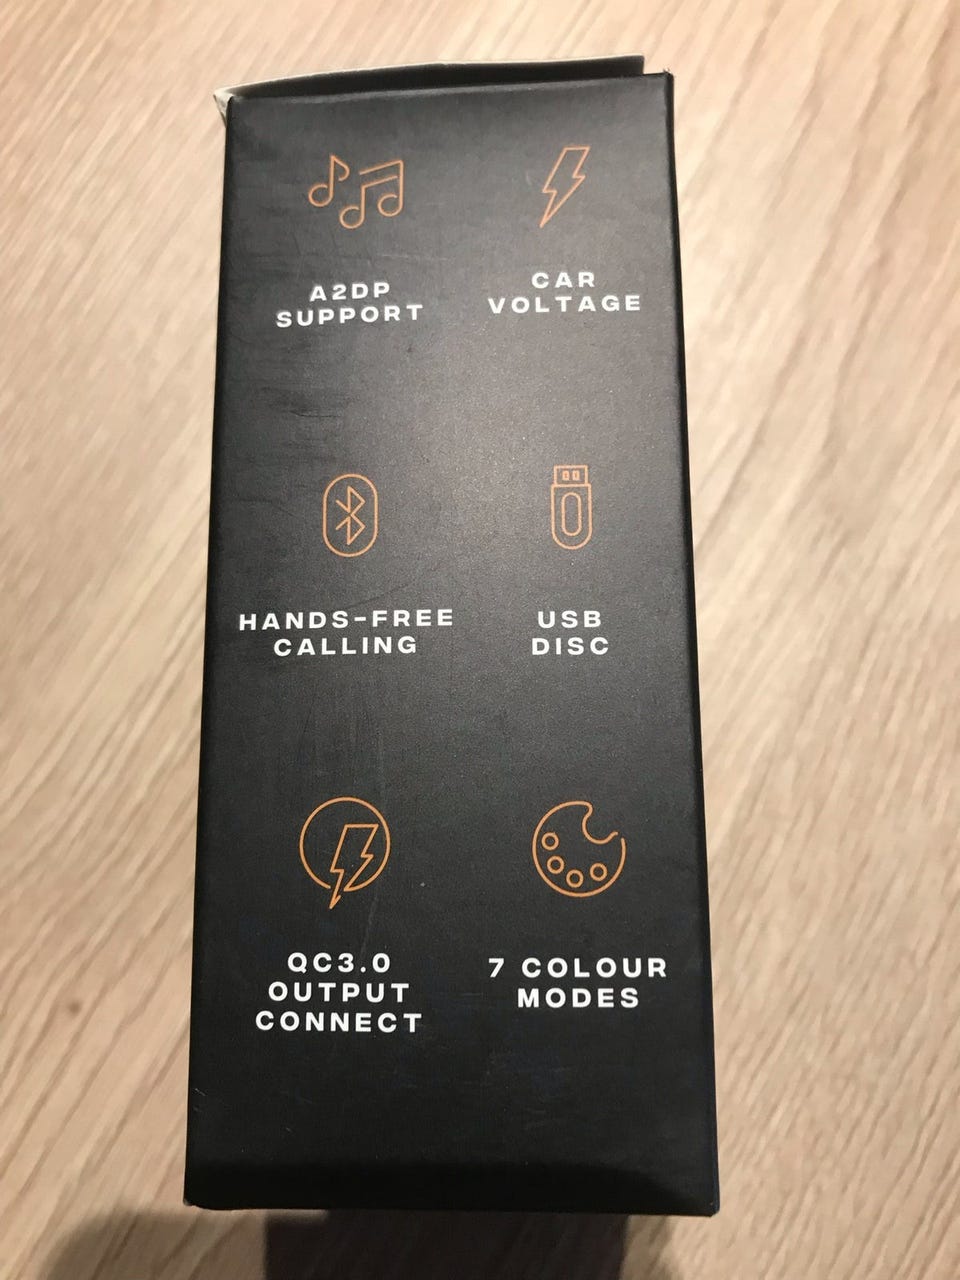 A2DP
SUPPORT
CAR
VOLTAGE
HANDS-FREE
CALLING
USB
DISC
QC3.0
OUTPUT
CONNECT
7 COLOUR
MODES